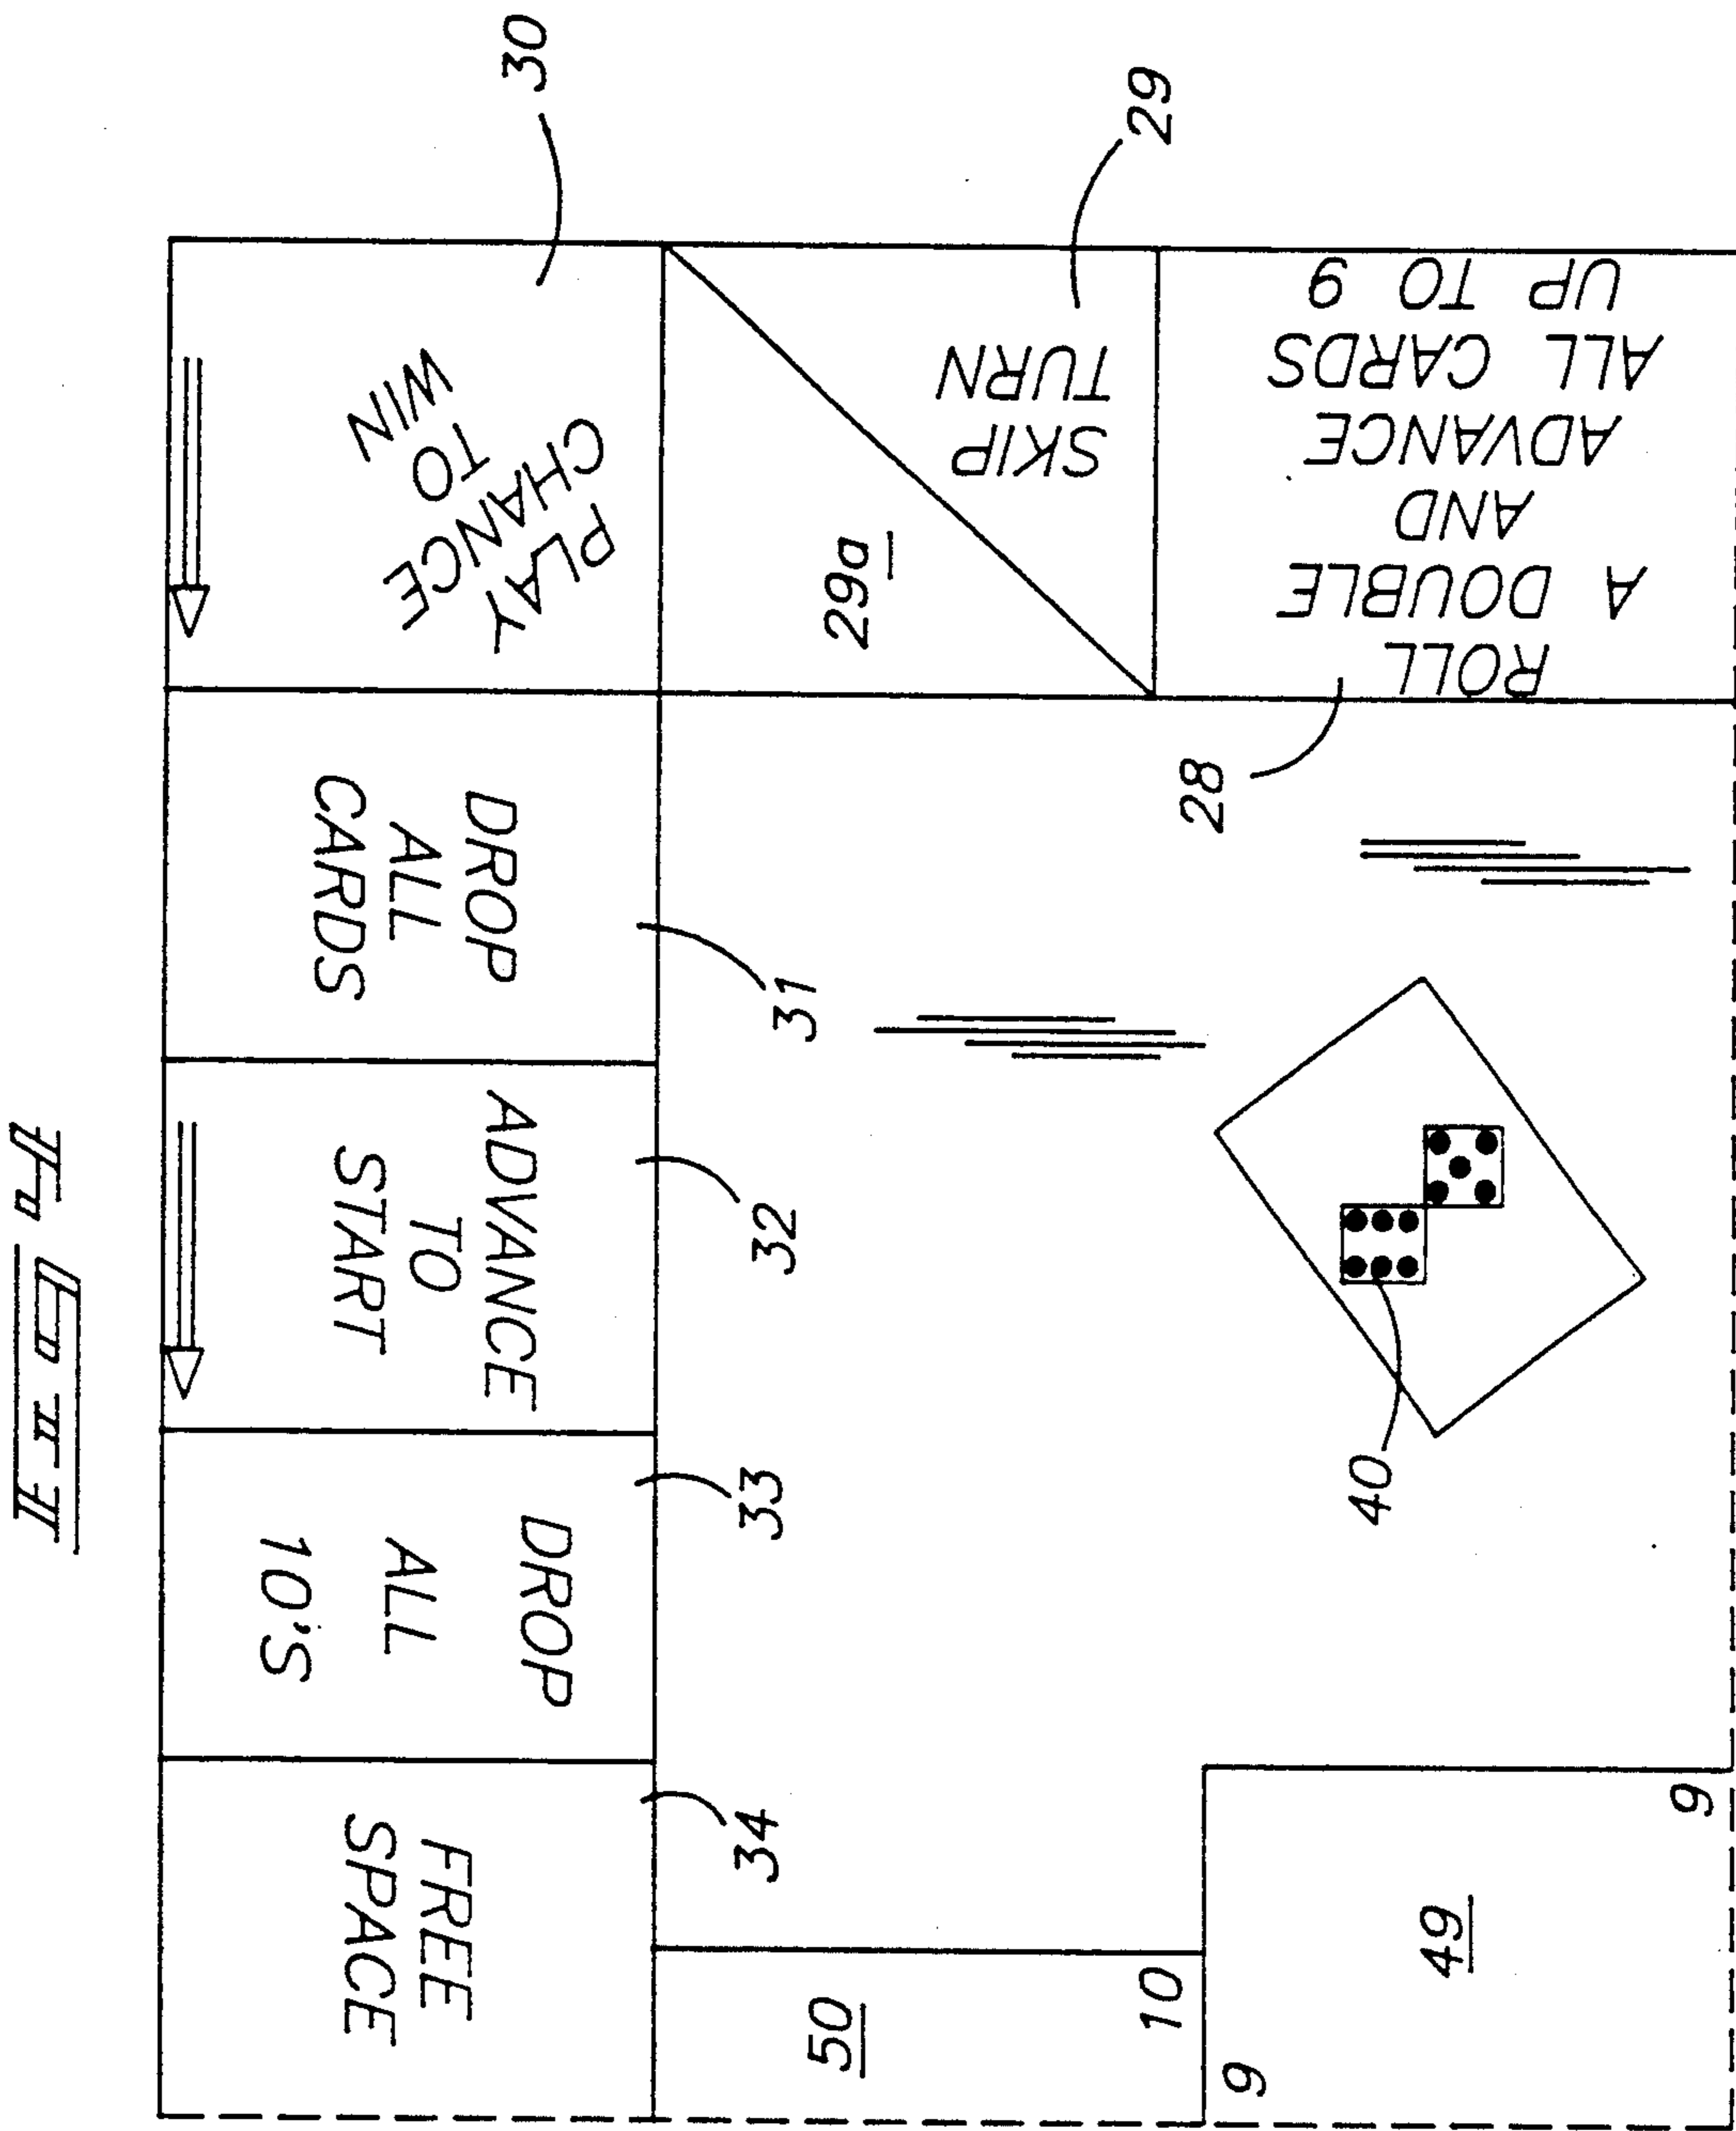 30
29
ROLL
A DOUBLE
AND
ADVANCE
ALL CARDS
UP TO 9
SKIP
TURN
29a
28
PLAY
CHANCE
TO
WIN
DROP
ALL
CARDS
31
ADVANCE
TO
START
32
40
DROP
ALL
10'S
33
FREE
SPACE
34
50
10
49
9
9